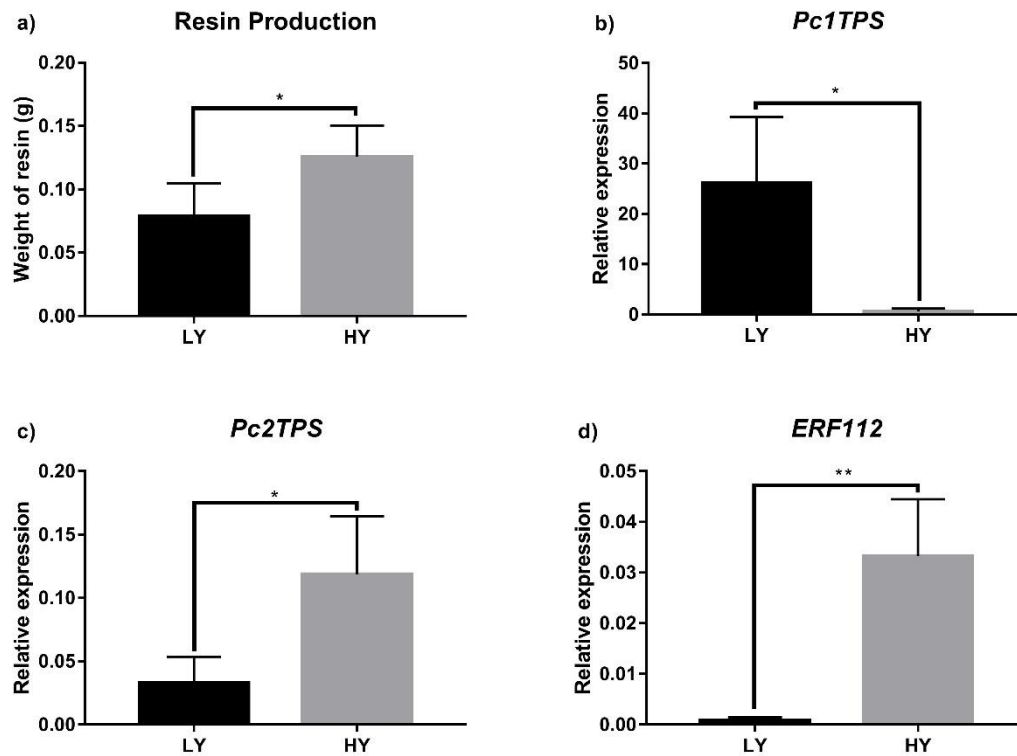 a) Resin Production
Weight of resin (g)
0.20
0.15
0.10
0.05
0.00
*
LY HY
b) Pc1TPS
Relative expression
50
40
30
20
10
0
*
LY HY
c) Pc2TPS
Relative expression
0.20
0.15
0.10
0.05
0.00
*
LY HY
d) ERF112
Relative expression
0.05
0.04
0.03
0.02
0.01
0.00
**
LY HY